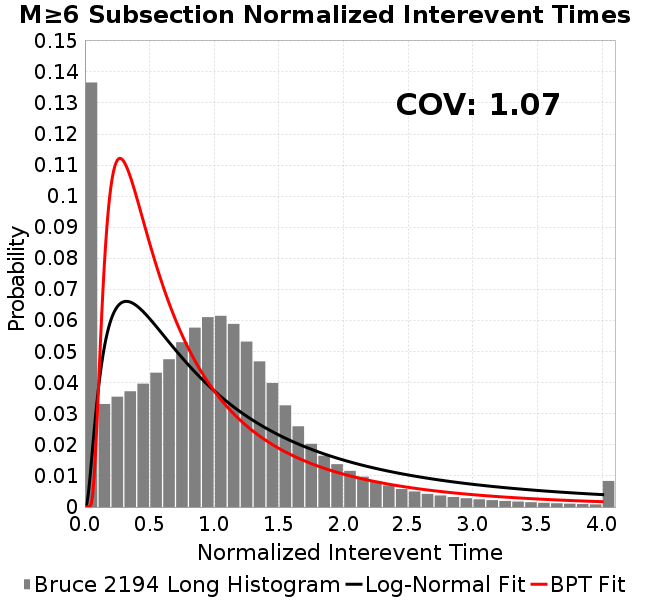 M≥6 Subsection Normalized Interevent Times
COV: 1.07
Probability
0.15
0.14
0.13
0.12
0.11
0.1
0.09
0.08
0.07
0.06
0.05
0.04
0.03
0.02
0.01
0
0.0 0.5 1.0 1.5 2.0 2.5 3.0 3.5 4.0
Normalized Interevent Time
Bruce 2194 Long Histogram Log-Normal Fit BPT Fit